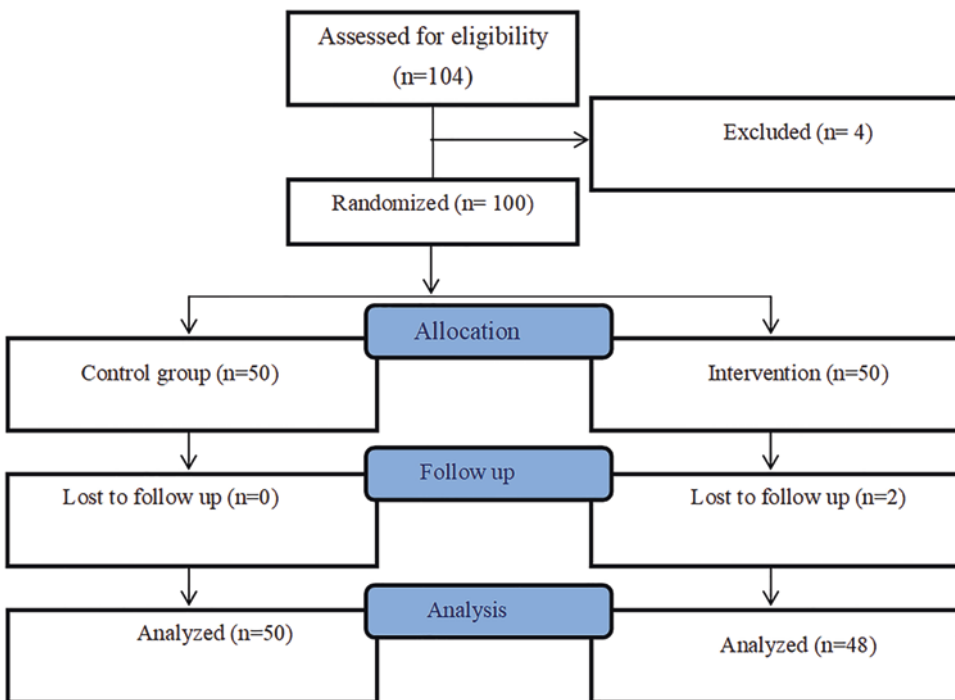 Assessed for eligibility
(n=104)
Excluded (n= 4)
Randomized (n= 100)
Allocation
Control group (n=50)
Intervention (n=50)
Follow up
Lost to follow up (n=0)
Lost to follow up (n=2)
Analysis
Analyzed (n=50)
Analyzed (n=48)